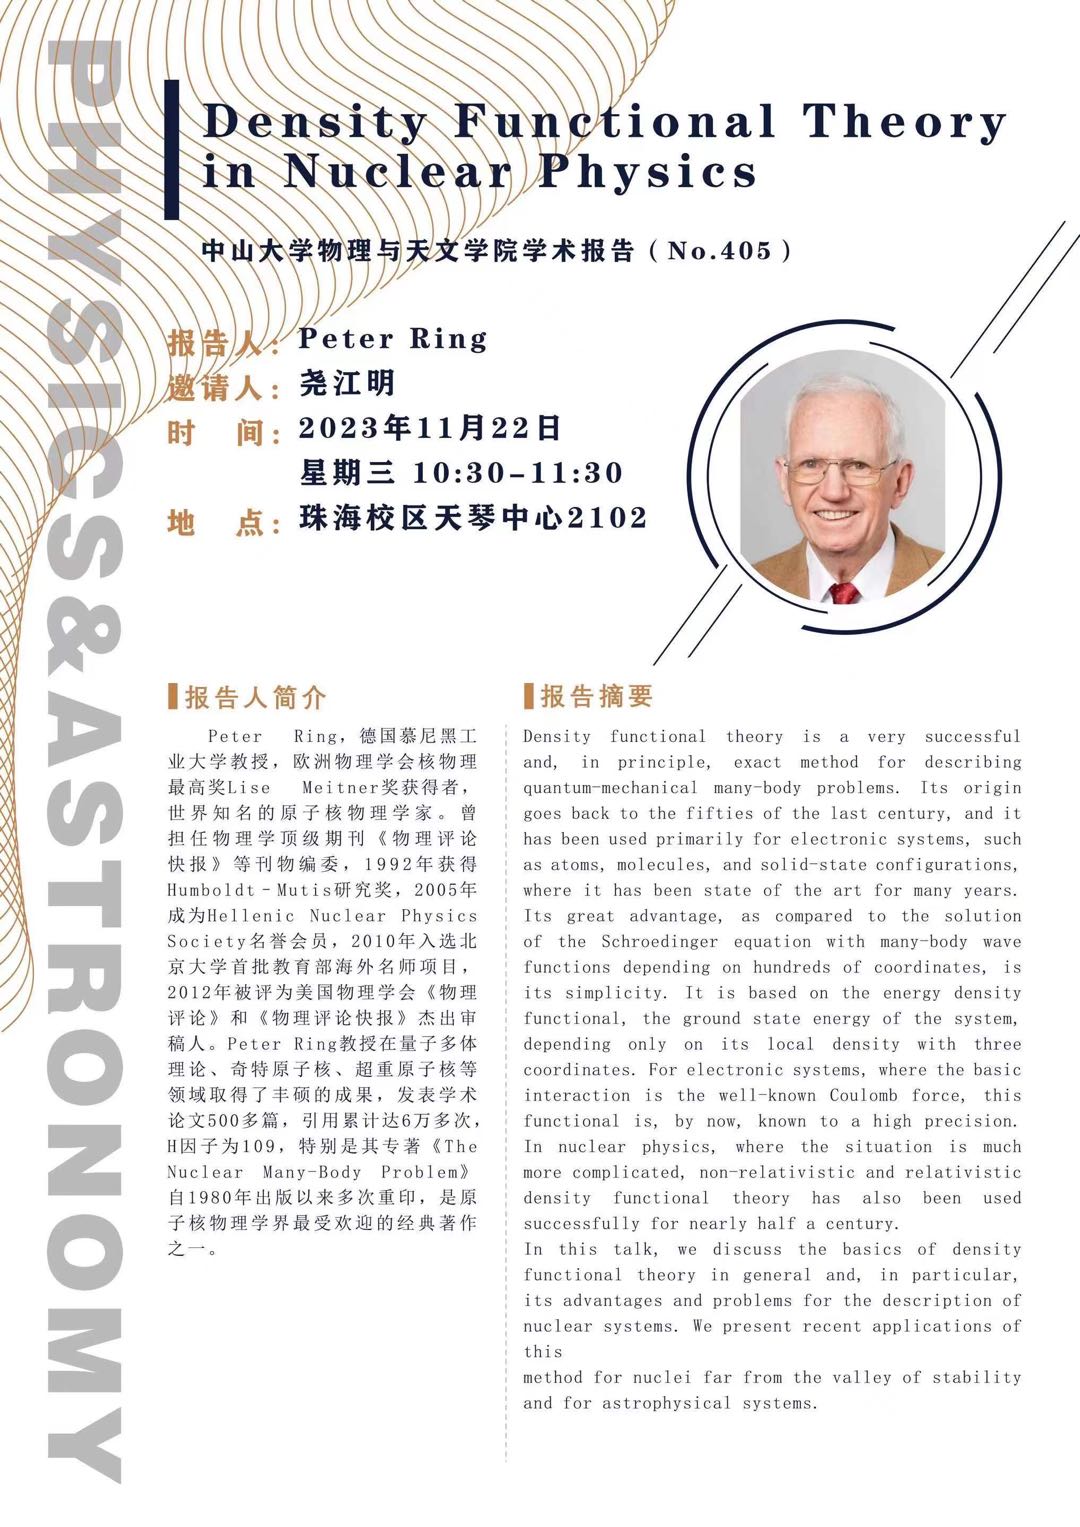 PHYSICS&ASTRONOMY
Density Functional Theory
in Nuclear Physics
中山大学物理与天文学院学术报告（No.405）
报告人：Peter Ring
邀请人：尧江明
时 间：2023年11月22日
星期三 10:30-11:30
地 点：珠海校区天琴中心2102
报告人简介
Peter Ring，德国慕尼黑工
业大学教授，欧洲物理学会核物理
最高奖Lise Meitner奖获得者，
世界知名的原子核物理学家。曾
担任物理学顶级期刊《物理评论
快报》等刊物编委，1992年获得
Humboldt-Mutis研究奖，2005年
成为Hellenic Nuclear Physics
Society名誉会员，2010年入选北
京大学首批教育部海外名师项目，
2012年被评为美国物理学会《物理
评论》和《物理评论快报》杰出审
稿人。Peter Ring教授在量子多体
理论、奇特原子核、超重原子核等
领域取得了丰硕的成果，发表学术
论文500多篇，引用累计达6万多次，
H因子为109，特别是其专著《The
Nuclear Many-Body Problem》
自1980年出版以来多次重印，是原
子核物理学界最受欢迎的经典著作
之一。
报告摘要
Density functional theory is a very successful
and, in principle, exact method for describing
quantum-mechanical many-body problems. Its origin
goes back to the fifties of the last century, and it
has been used primarily for electronic systems, such
as atoms, molecules, and solid-state configurations,
where it has been state of the art for many years.
Its great advantage, as compared to the solution
of the Schroedinger equation with many-body wave
functions depending on hundreds of coordinates, is
its simplicity. It is based on the energy density
functional, the ground state energy of the system,
depending only on its local density with three
coordinates. For electronic systems, where the basic
interaction is the well-known Coulomb force, this
functional is, by now, known to a high precision.
In nuclear physics, where the situation is much
more complicated, non-relativistic and relativistic
density functional theory has also been used
successfully for nearly half a century.
In this talk, we discuss the basics of density
functional theory in general and, in particular,
its advantages and problems for the description of
nuclear systems. We present recent applications of
this
method for nuclei far from the valley of stability
and for astrophysical systems.